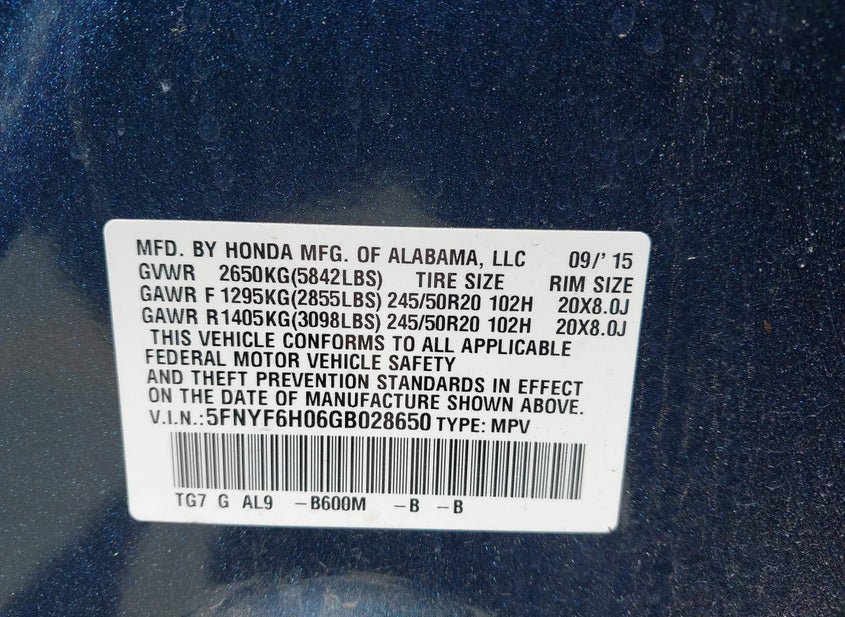 MFD. BY HONDA MFG. OF ALABAMA, LLC 09/' 15
GVWR 2650KG(5842LBS) TIRE SIZE RIM SIZE
GAWR F 1295KG(2855LBS) 245/50R20 102H 20X8.0J
GAWR R 1405KG(3098LBS) 245/50R20 102H 20X8.0J
THIS VEHICLE CONFORMS TO ALL APPLICABLE
FEDERAL MOTOR VEHICLE SAFETY
AND THEFT PREVENTION STANDARDS IN EFFECT
ON THE DATE OF MANUFACTURE SHOWN ABOVE.
V.I.N.:5FNYF6H06GB028650 TYPE: MPV
TG7 G AL9 –B600M –B –B